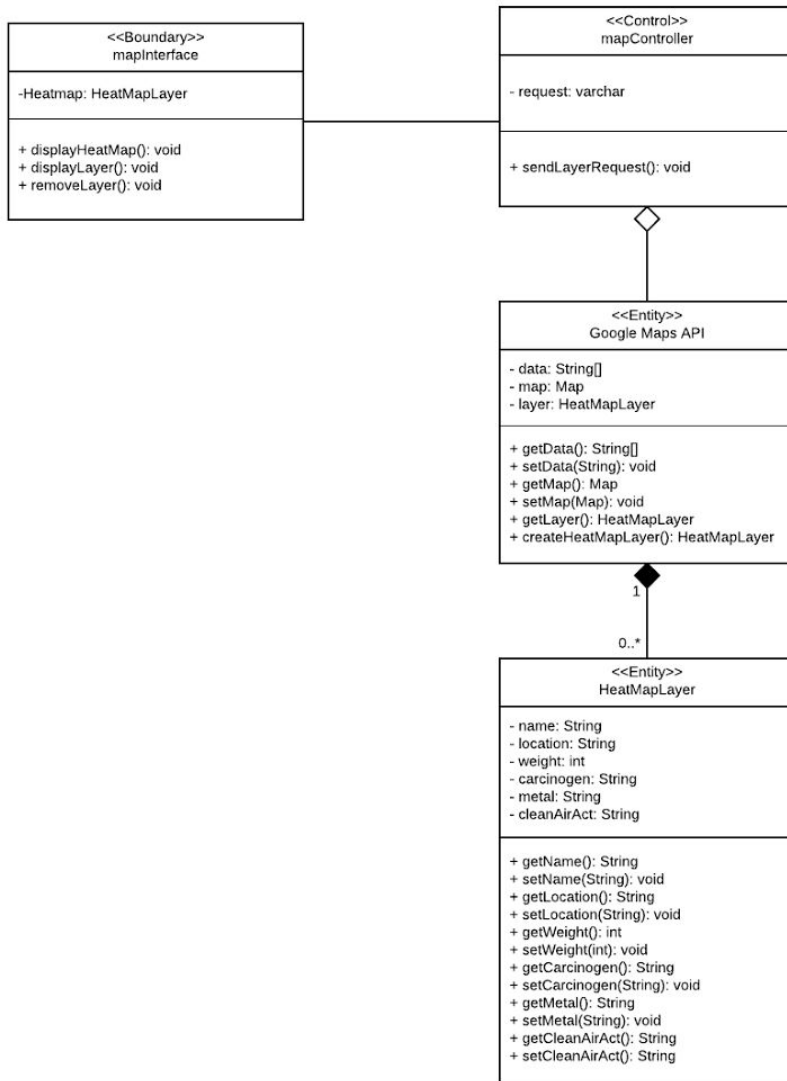 <<Boundary>>
mapInterface
-Heatmap: HeatMapLayer
+ displayHeatMap(): void
+ displayLayer(): void
+ removeLayer(): void
<<Control>>
mapController
- request: varchar
+ sendLayerRequest(): void
<<Entity>>
Google Maps API
- data: String[]
- map: Map
- layer: HeatMapLayer
+ getData(): String[]
+ setData(String): void
+ getMap(): Map
+ setMap(Map): void
+ getLayer(): HeatMapLayer
+ createHeatMapLayer(): HeatMapLayer
1
0..*
<<Entity>>
HeatMapLayer
- name: String
- location: String
- weight: int
- carcinogen: String
- metal: String
- cleanAirAct: String
+ getName(): String
+ setName(String): void
+ getLocation(): String
+ setLocation(String): void
+ getWeight(): int
+ setWeight(int): void
+ getCarcinogen(): String
+ setCarcinogen(String): void
+ getMetal(): String
+ setMetal(String): void
+ getCleanAirAct(): String
+ setCleanAirAct(): String